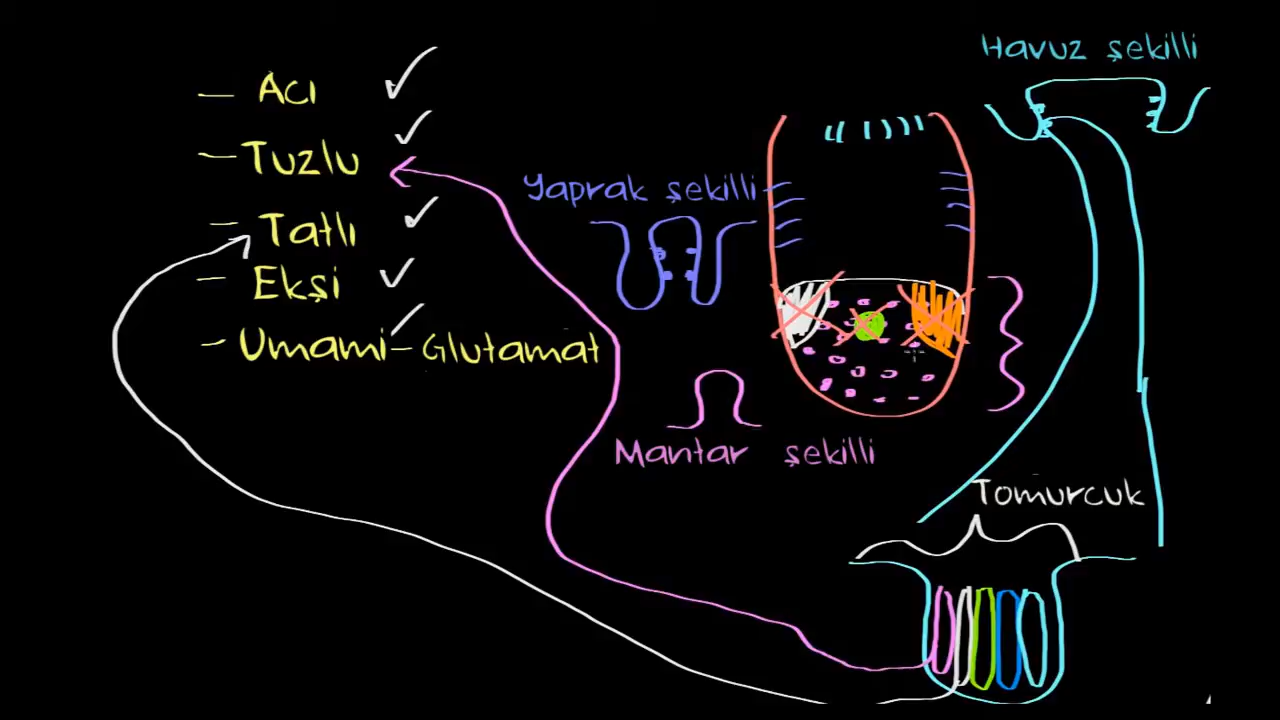 – Acı
– Tuzlu
– Tatlı
– Ekşi
– Umami – Glutamat
Havuz şekilli
Yaprak şekilli
Mantar şekilli
Tomurcuk